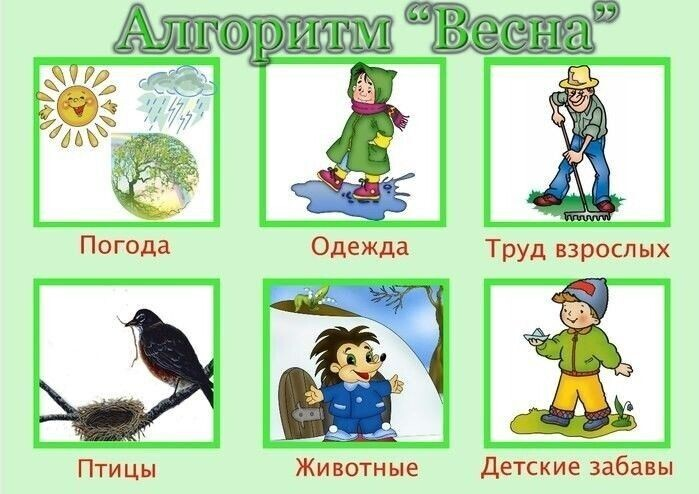 Алгоритм “Весна”
Погода
Одежда
Труд взрослых
Птицы
Животные
Детские забавы